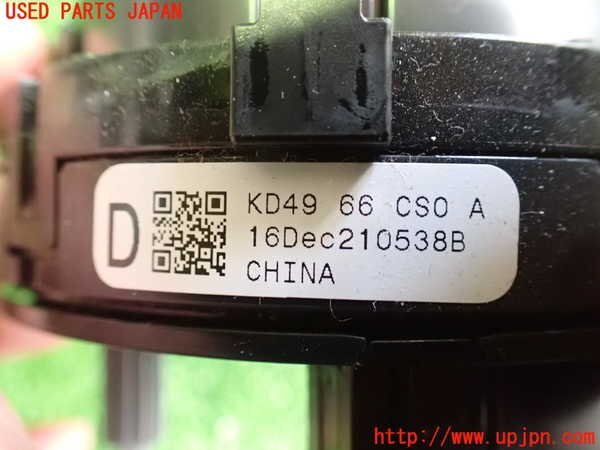 USED PARTS JAPAN
D
KD49 66 CS0 A
16Dec210538B
CHINA
http://www.upjpn.com/